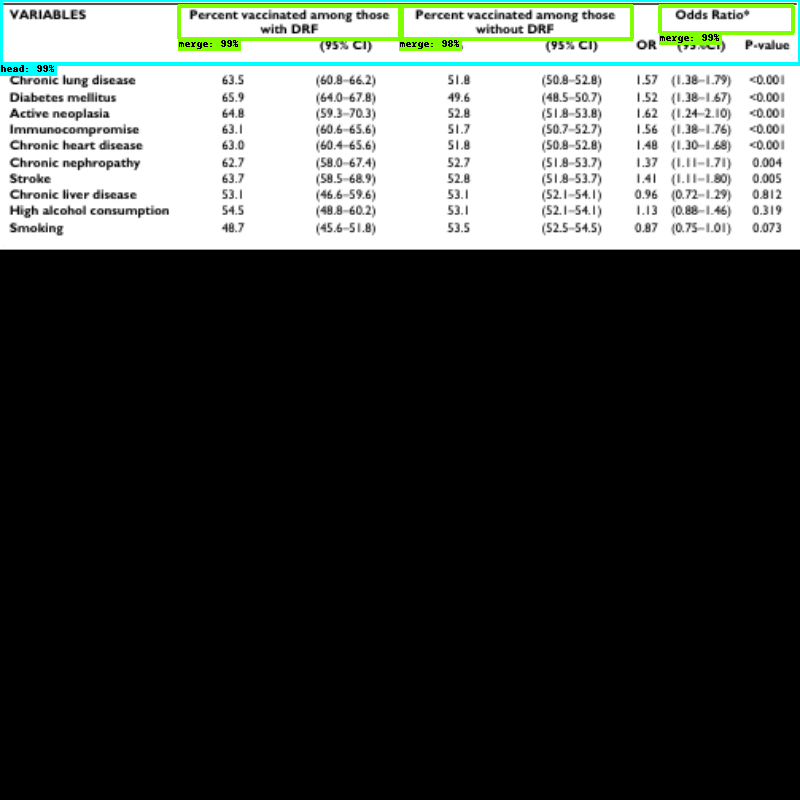 VARIABLES Percent vaccinated among those with DRF Percent vaccinated among those without DRF Odds Ratio*
merge: 99% merge: 98% merge: 99%
(95% CI) (95% CI) OR (95%CI) P-value
head: 99%
Chronic lung disease 63.5 (60.8–66.2) 51.8 (50.8–52.8) 1.57 (1.38–1.79) <0.001
Diabetes mellitus 65.9 (64.0–67.8) 49.6 (48.5–50.7) 1.52 (1.38–1.67) <0.001
Active neoplasia 64.8 (59.3–70.3) 52.8 (51.8–53.8) 1.62 (1.24–2.10) <0.001
Immunocompromise 63.1 (60.6–65.6) 51.7 (50.7–52.7) 1.56 (1.38–1.76) <0.001
Chronic heart disease 63.0 (60.4–65.6) 51.8 (50.8–52.8) 1.48 (1.30–1.68) <0.001
Chronic nephropathy 62.7 (58.0–67.4) 52.7 (51.8–53.7) 1.37 (1.11–1.71) 0.004
Stroke 63.7 (58.5–68.9) 52.8 (51.8–53.7) 1.41 (1.11–1.80) 0.005
Chronic liver disease 53.1 (46.6–59.6) 53.1 (52.1–54.1) 0.96 (0.72–1.29) 0.812
High alcohol consumption 54.5 (48.8–60.2) 53.1 (52.1–54.1) 1.13 (0.88–1.46) 0.319
Smoking 48.7 (45.6–51.8) 53.5 (52.5–54.5) 0.87 (0.75–1.01) 0.073